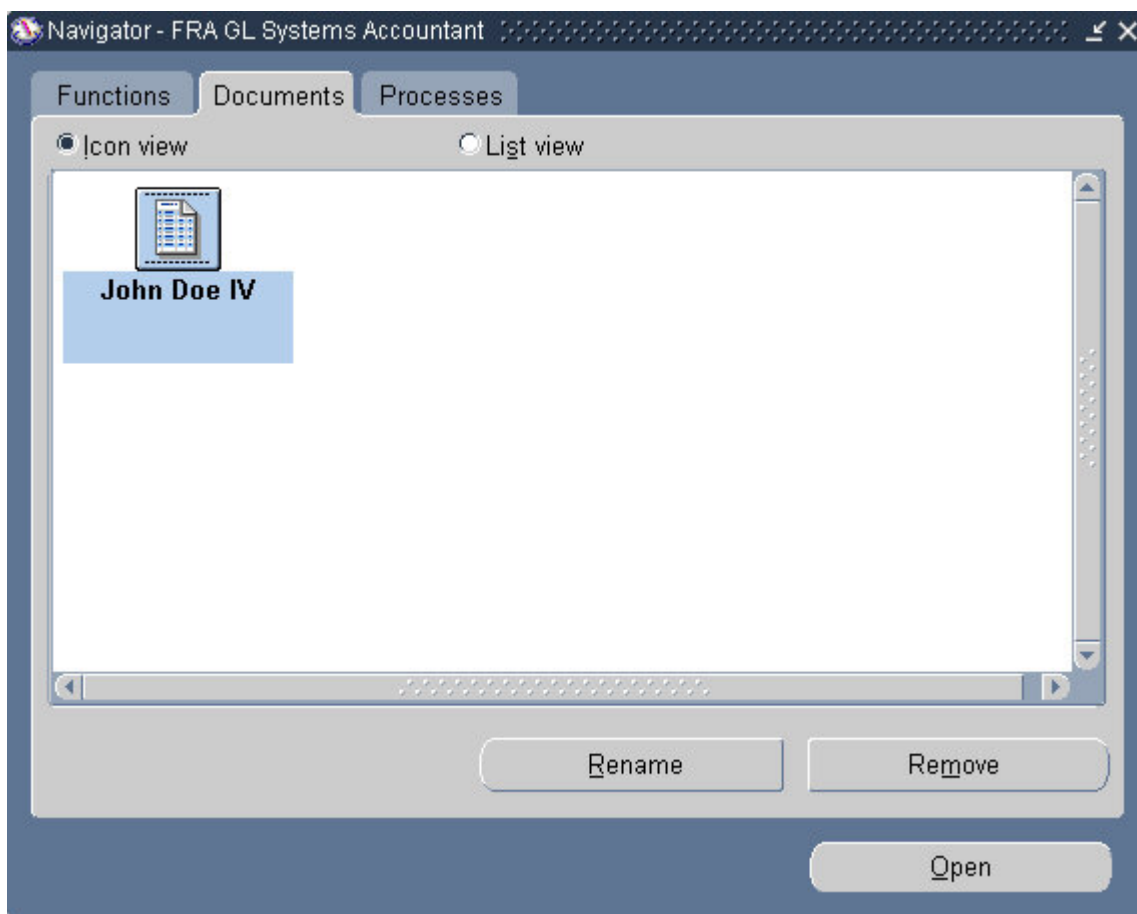 Navigator - FRA GL Systems Accountant
Functions Documents Processes
Icon view List view
John Doe IV
Rename Remove
Open